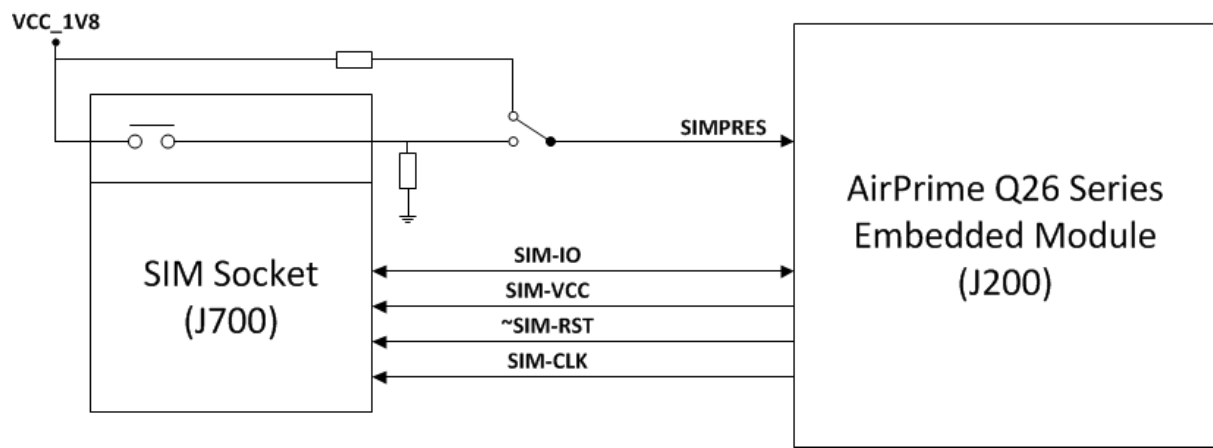 VCC_1V8
SIMPRES
AirPrime Q26 Series
Embedded Module
(J200)
SIM Socket
(J700)
SIM-IO
SIM-VCC
~SIM-RST
SIM-CLK